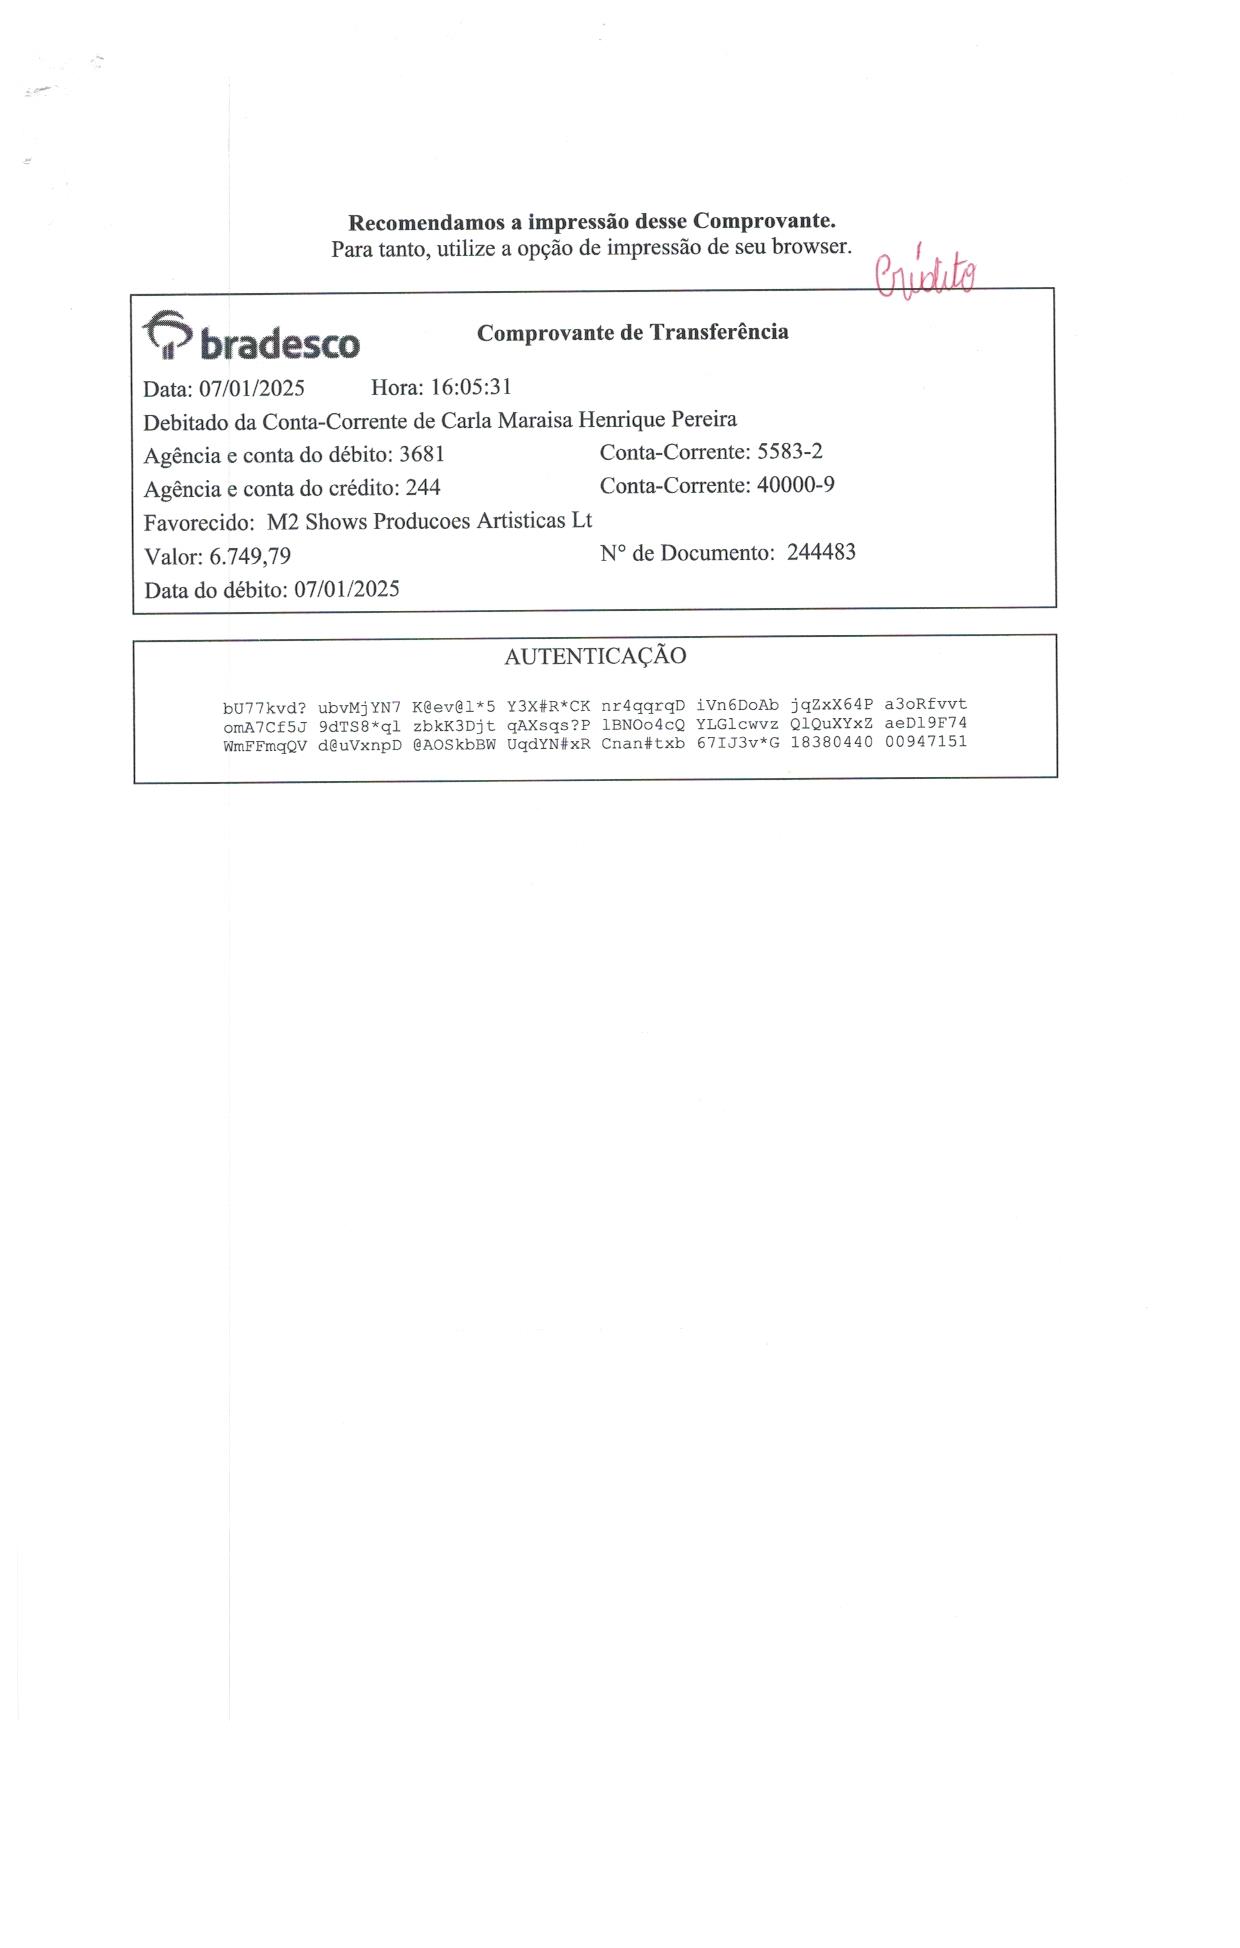 Recomendamos a impressão desse Comprovante.
Para tanto, utilize a opção de impressão de seu browser.
Crédito
bradesco
Comprovante de Transferência
Data: 07/01/2025 Hora: 16:05:31
Debitado da Conta-Corrente de Carla Maraisa Henrique Pereira
Agência e conta do débito: 3681 Conta-Corrente: 5583-2
Agência e conta do crédito: 244 Conta-Corrente: 40000-9
Favorecido: M2 Shows Producoes Artisticas Lt
Valor: 6.749,79 N° de Documento: 244483
Data do débito: 07/01/2025
AUTENTICAÇÃO
bU77kvd? ubvMjYN7 K@ev@l*5 Y3X#R*CK nr4qqrqD iVn6DoAb jqZxX64P a3oRfvvt
omA7Cf5J 9dTS8*ql zbkK3Djt qAXsqs?P lBNOo4cQ YLGlcwvz QlQuXYxZ aeDl9F74
WmFFmqQV d@uVxnpD @AOSkbBW UqdYN#xR Cnan#txb 67IJ3v*G 18380440 00947151